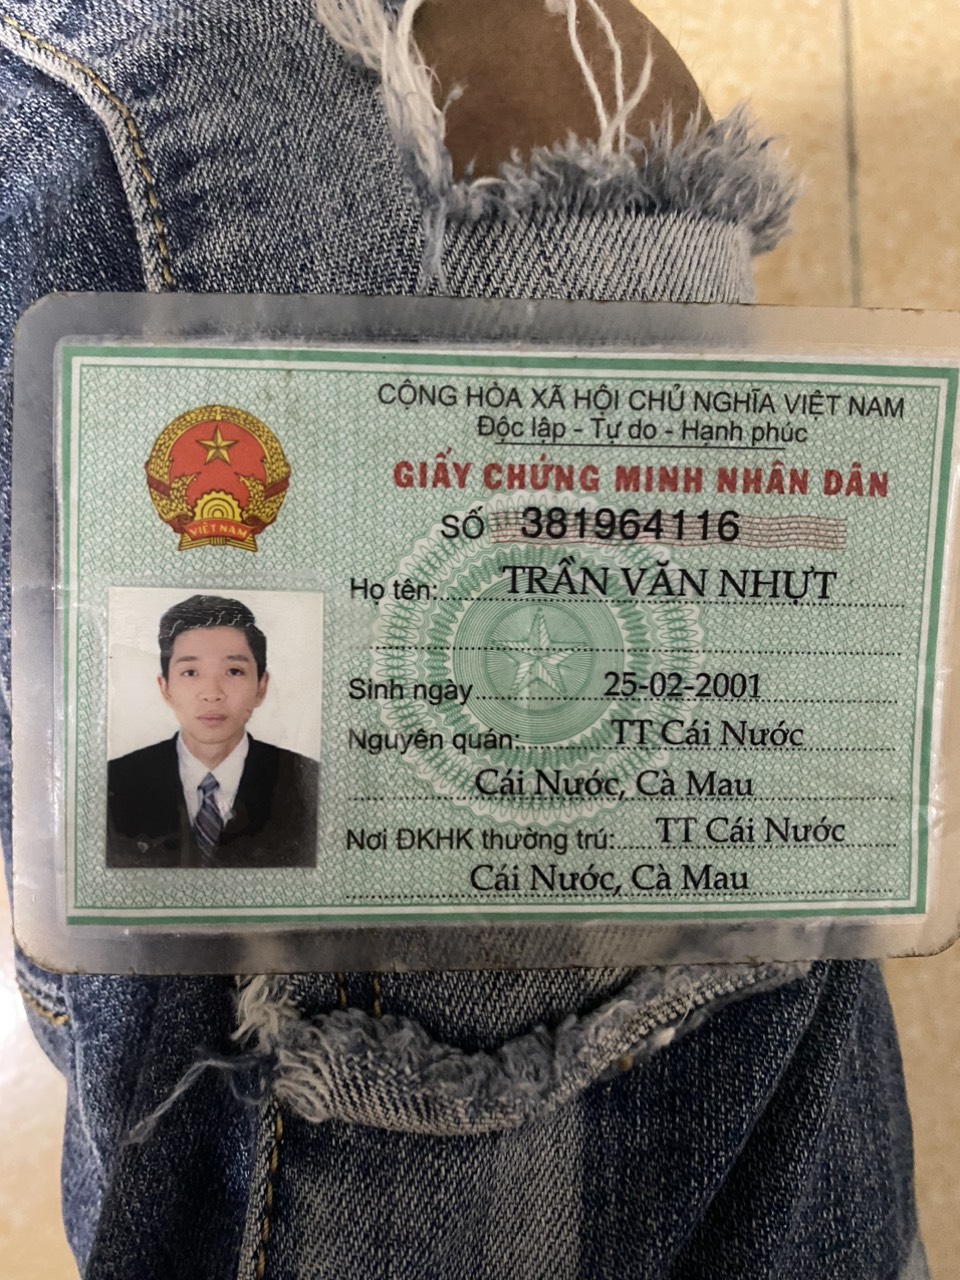 CỘNG HÒA XÃ HỘI CHỦ NGHĨA VIỆT NAM
Độc lập - Tự do - Hạnh phúc
GIẤY CHỨNG MINH NHÂN DÂN
SỐ 381964116
VIỆT NAM
Họ tên: TRẦN VĂN NHỰT
Sinh ngày 25-02-2001
Nguyên quán: TT Cái Nước
Cái Nước, Cà Mau
Nơi ĐKHK thường trú: TT Cái Nước
Cái Nước, Cà Mau